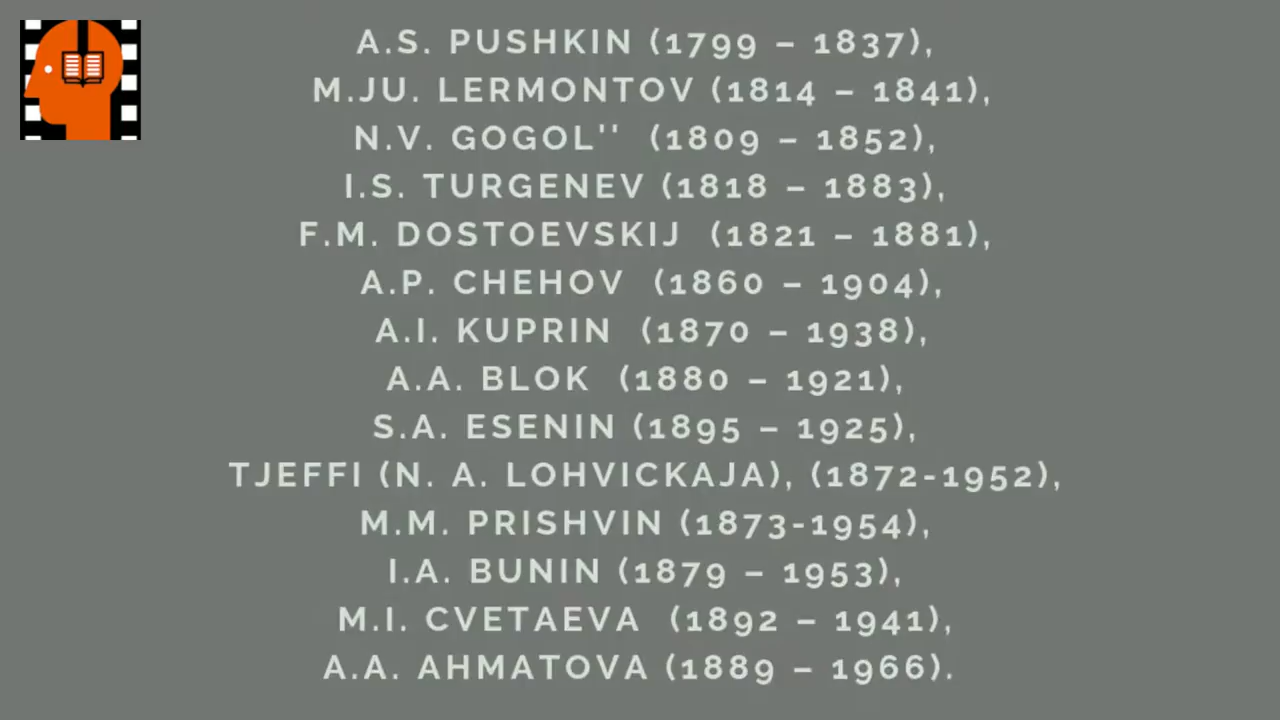 A.S. PUSHKIN (1799 – 1837),
M.JU. LERMONTOV (1814 – 1841),
N.V. GOGOL'' (1809 – 1852),
I.S. TURGENEV (1818 – 1883),
F.M. DOSTOEVSKIJ (1821 – 1881),
A.P. CHEHOV (1860 – 1904),
A.I. KUPRIN (1870 – 1938),
A.A. BLOK (1880 – 1921),
S.A. ESENIN (1895 – 1925),
TJEFFI (N. A. LOHVICKAJA), (1872-1952),
M.M. PRISHVIN (1873-1954),
I.A. BUNIN (1879 – 1953),
M.I. CVETAEVA (1892 – 1941),
A.A. AHMATOVA (1889 – 1966).